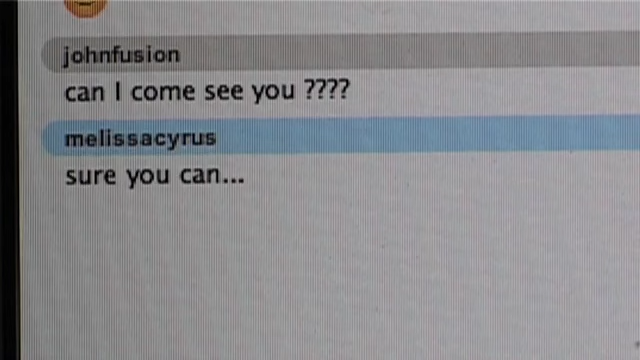 johnfusion
can I come see you ????
melissacyrus
sure you can...